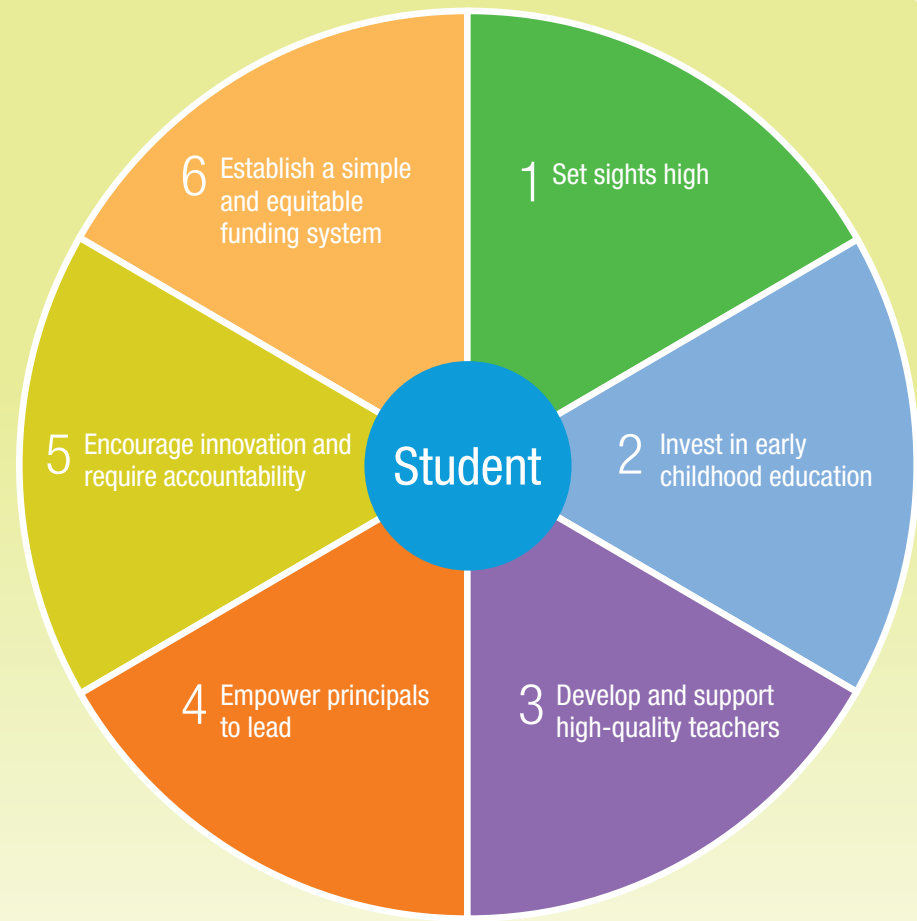 1 Set sights high
2 Invest in early
childhood education
3 Develop and support
high-quality teachers
4 Empower principals
to lead
5 Encourage innovation and
require accountability
6 Establish a simple
and equitable
funding system
Student